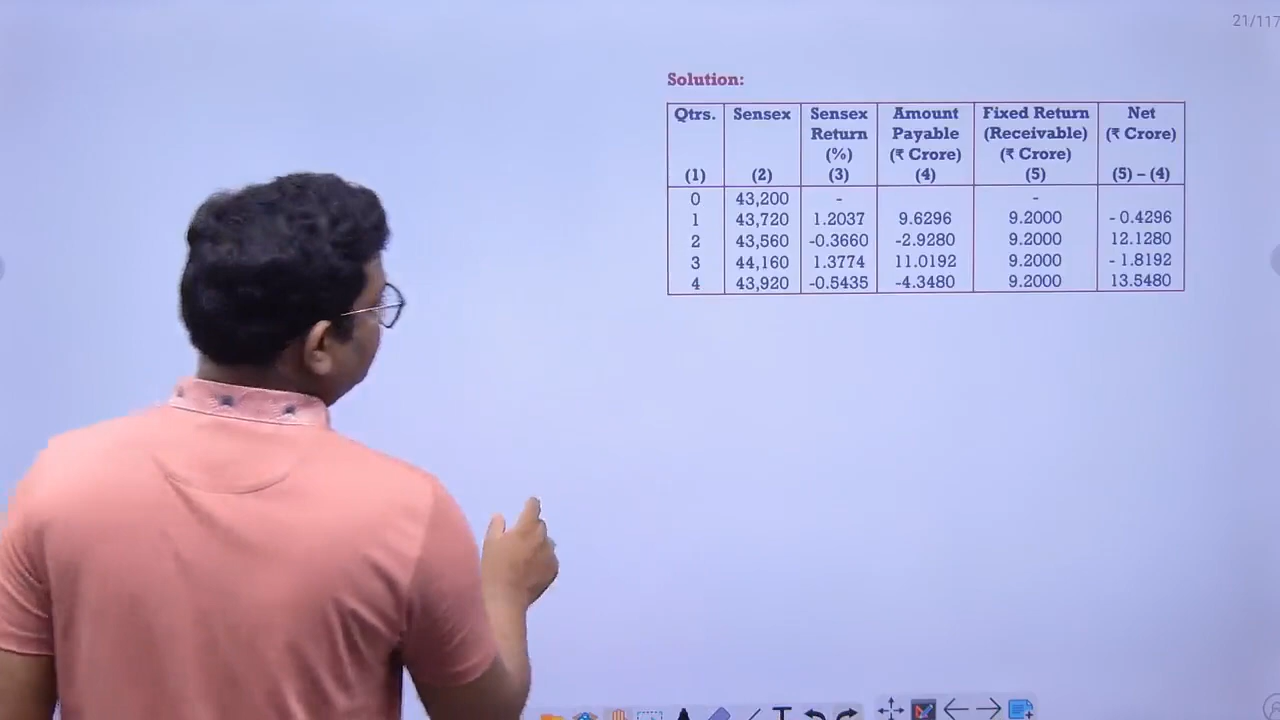 21/117
Solution:
Qtrs. Sensex Sensex Return (%) Amount Payable (₹ Crore) Fixed Return (Receivable) (₹ Crore) Net (₹ Crore)
(1) (2) (3) (4) (5) (5) – (4)
0 43,200 - -
1 43,720 1.2037 9.6296 9.2000 - 0.4296
2 43,560 -0.3660 -2.9280 9.2000 12.1280
3 44,160 1.3774 11.0192 9.2000 - 1.8192
4 43,920 -0.5435 -4.3480 9.2000 13.5480